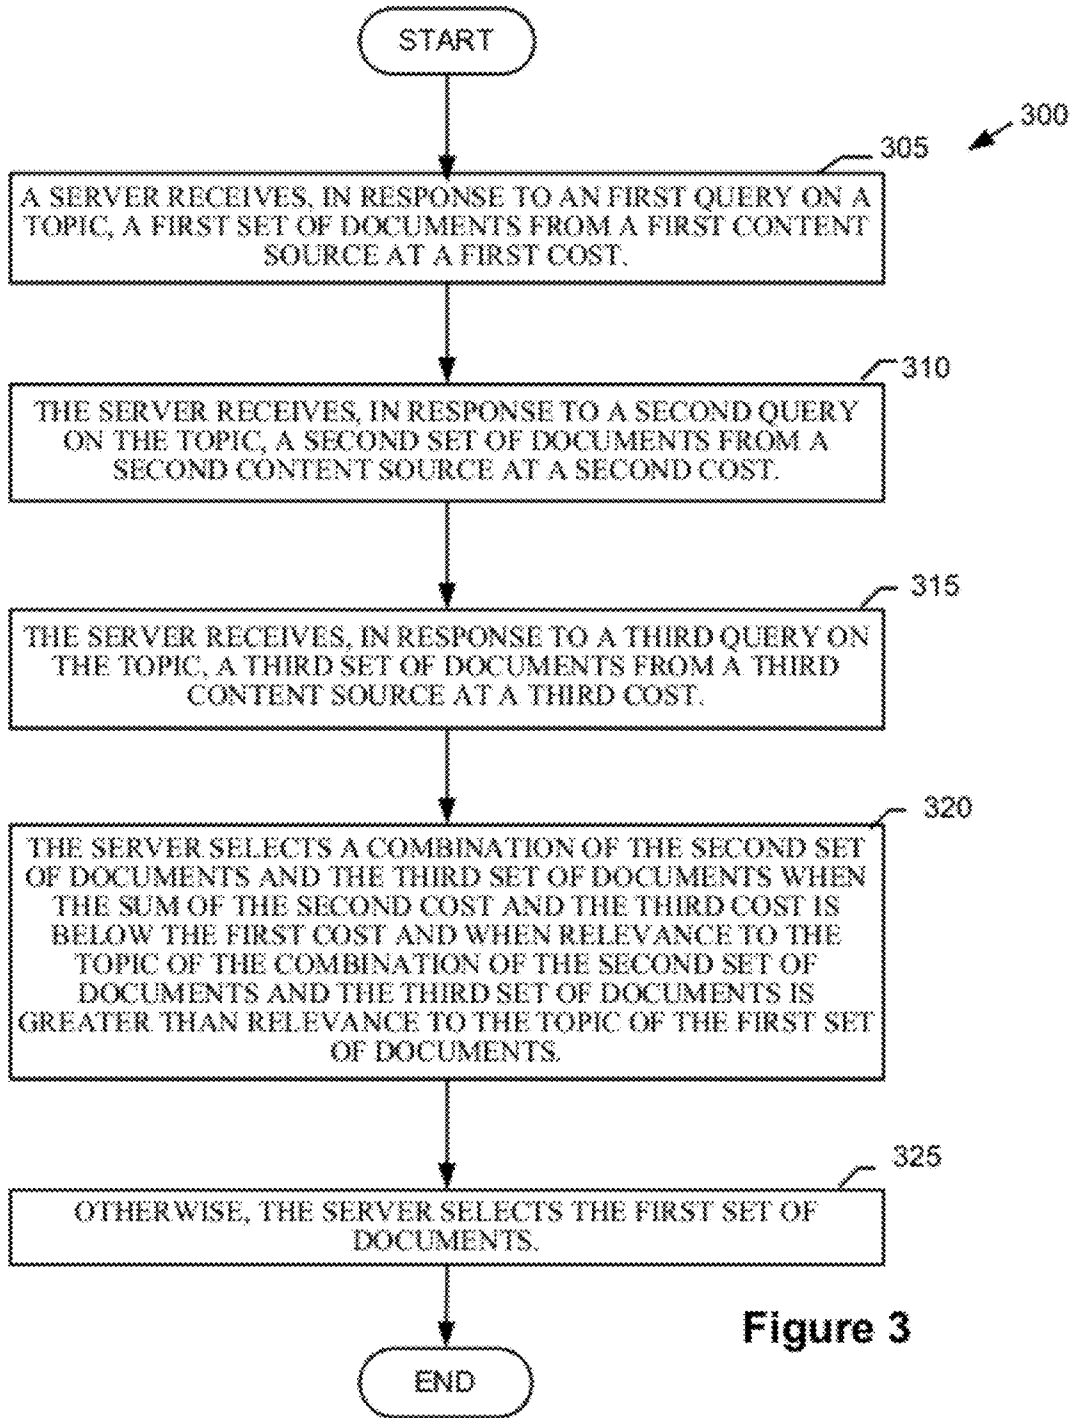 START
300
305
A SERVER RECEIVES, IN RESPONSE TO AN FIRST QUERY ON A
TOPIC, A FIRST SET OF DOCUMENTS FROM A FIRST CONTENT
SOURCE AT A FIRST COST.
310
THE SERVER RECEIVES, IN RESPONSE TO A SECOND QUERY
ON THE TOPIC, A SECOND SET OF DOCUMENTS FROM A
SECOND CONTENT SOURCE AT A SECOND COST.
315
THE SERVER RECEIVES, IN RESPONSE TO A THIRD QUERY ON
THE TOPIC, A THIRD SET OF DOCUMENTS FROM A THIRD
CONTENT SOURCE AT A THIRD COST.
320
THE SERVER SELECTS A COMBINATION OF THE SECOND SET
OF DOCUMENTS AND THE THIRD SET OF DOCUMENTS WHEN
THE SUM OF THE SECOND COST AND THE THIRD COST IS
BELOW THE FIRST COST AND WHEN RELEVANCE TO THE
TOPIC OF THE COMBINATION OF THE SECOND SET OF
DOCUMENTS AND THE THIRD SET OF DOCUMENTS IS
GREATER THAN RELEVANCE TO THE TOPIC OF THE FIRST SET
OF DOCUMENTS.
325
OTHERWISE, THE SERVER SELECTS THE FIRST SET OF
DOCUMENTS.
Figure 3
END